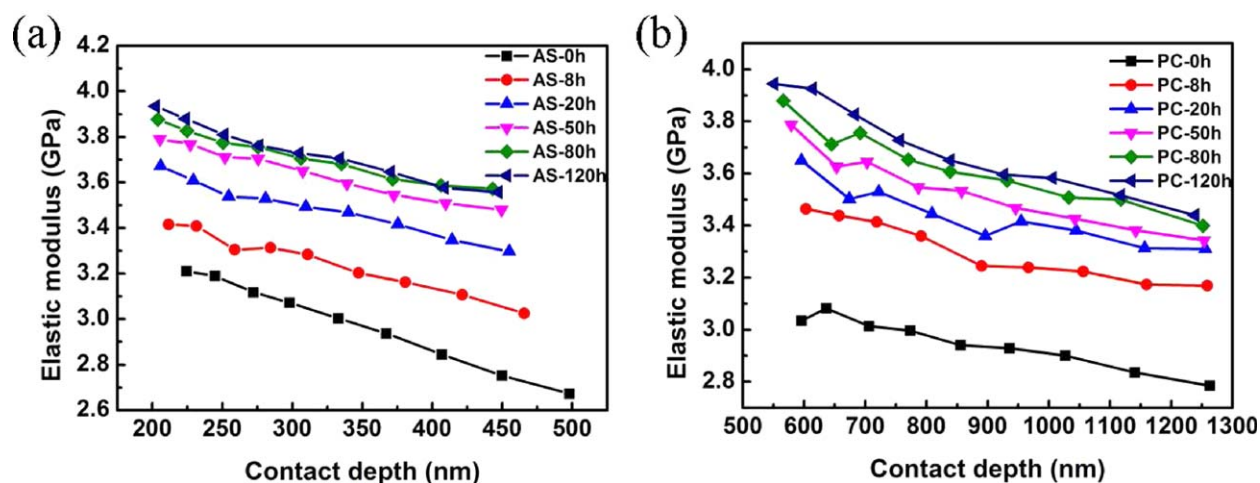 (a)
4.2
4.0
3.8
3.6
3.4
3.2
3.0
2.8
2.6
Elastic modulus (GPa)
AS-0h
AS-8h
AS-20h
AS-50h
AS-80h
AS-120h
200 250 300 350 400 450 500
Contact depth (nm)
(b)
4.0
3.8
3.6
3.4
3.2
3.0
2.8
Elastic modulus (GPa)
PC-0h
PC-8h
PC-20h
PC-50h
PC-80h
PC-120h
500 600 700 800 900 1000 1100 1200 1300
Contact depth (nm)